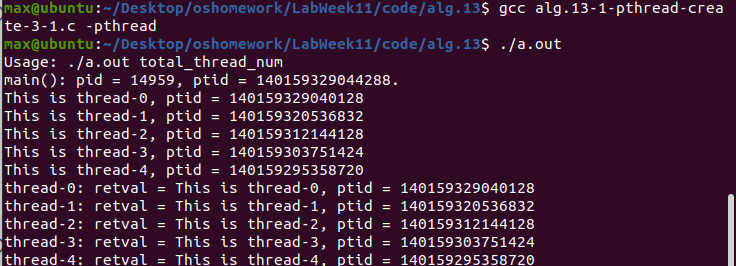 max@ubuntu:~/Desktop/oshomework/LabWeek11/code/alg.13$ gcc alg.13-1-pthread-crea
te-3-1.c -pthread
max@ubuntu:~/Desktop/oshomework/LabWeek11/code/alg.13$ ./a.out
Usage: ./a.out total_thread_num
main(): pid = 14959, ptid = 140159329044288.
This is thread-0, ptid = 140159329040128
This is thread-1, ptid = 140159320536832
This is thread-2, ptid = 140159312144128
This is thread-3, ptid = 140159303751424
This is thread-4, ptid = 140159295358720
thread-0: retval = This is thread-0, ptid = 140159329040128
thread-1: retval = This is thread-1, ptid = 140159320536832
thread-2: retval = This is thread-2, ptid = 140159312144128
thread-3: retval = This is thread-3, ptid = 140159303751424
thread-4: retval = This is thread-4, ptid = 140159295358720